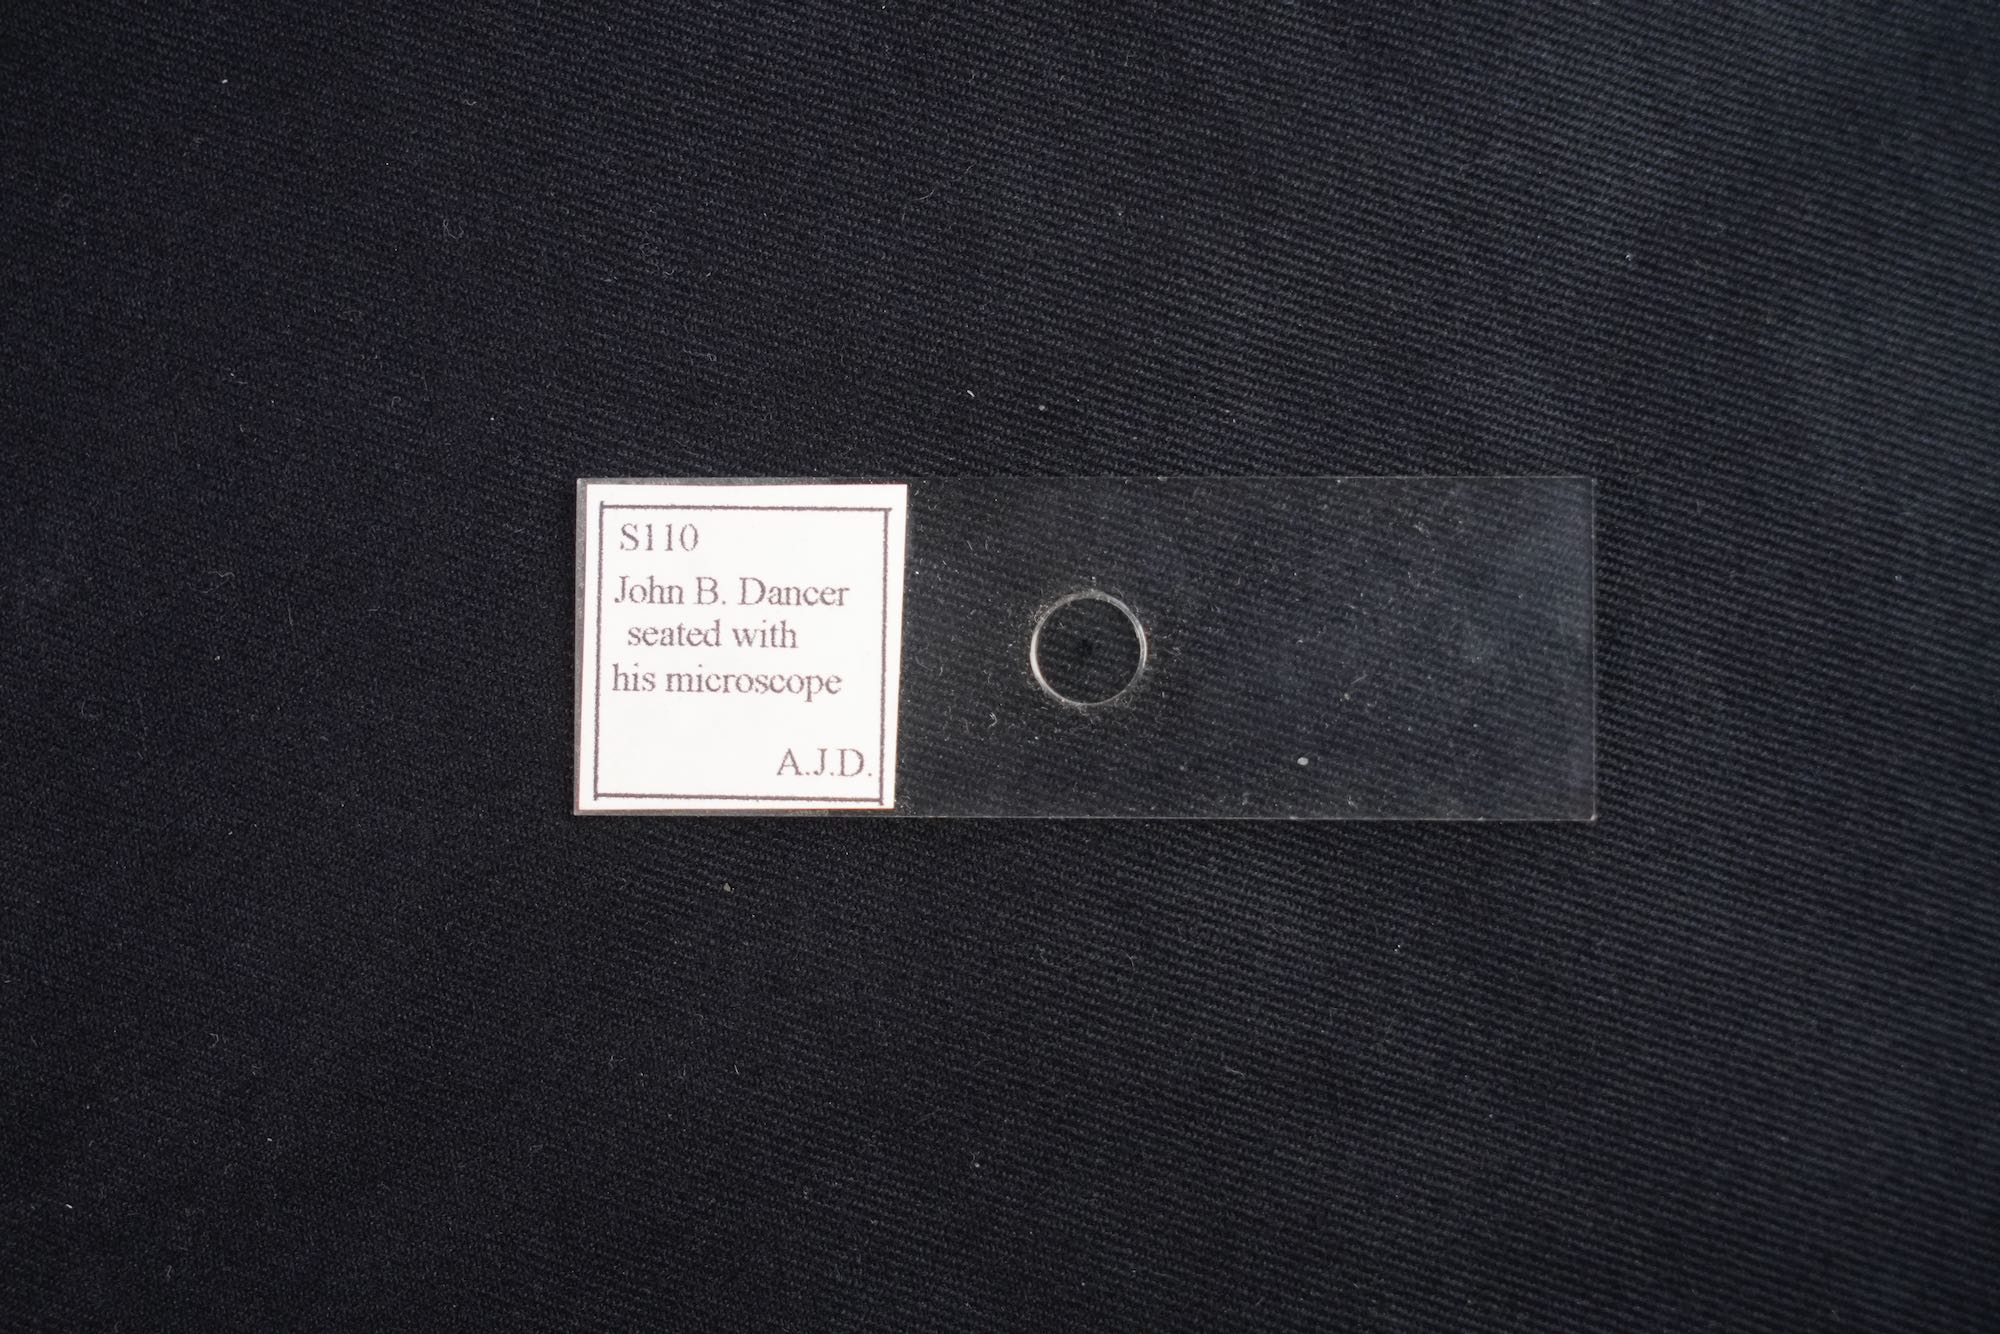 S110
John B. Dancer
seated with
his microscope
A.J.D.